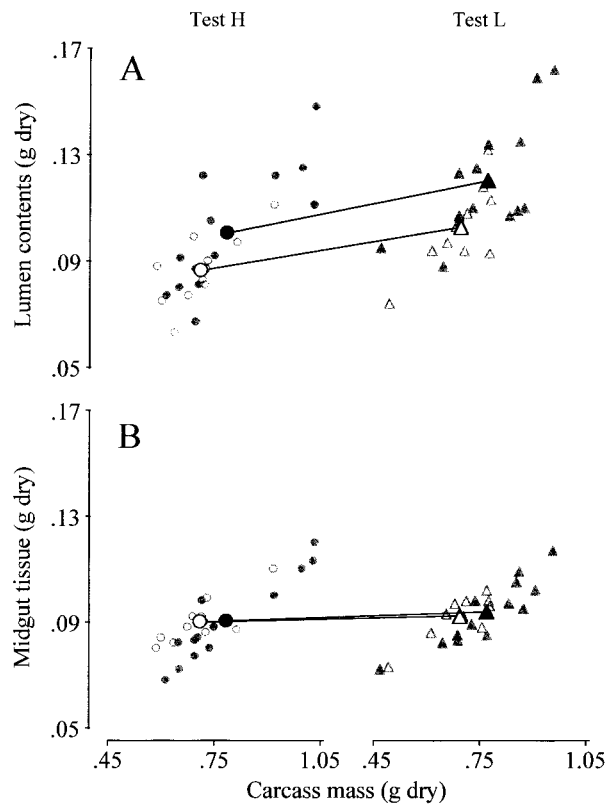 Test H Test L
A
.17
.13
.09
.05
Lumen contents (g dry)
B
.17
.13
.09
.05
Midgut tissue (g dry)
.45 .75 1.05 .45 .75 1.05
Carcass mass (g dry)